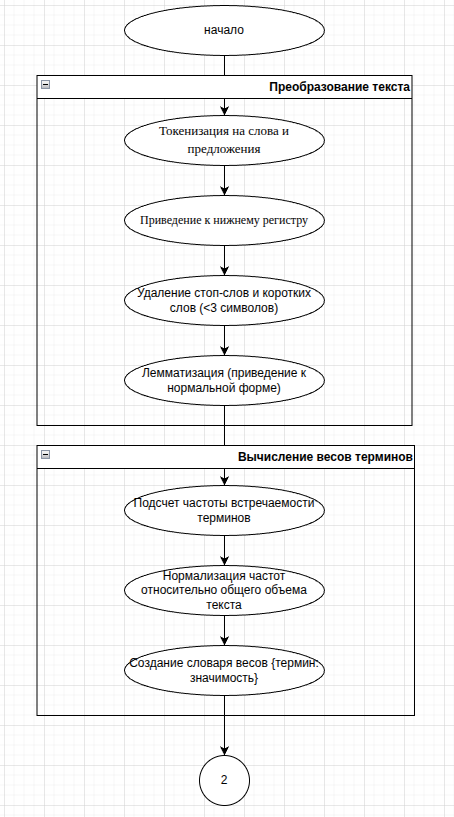 начало
Преобразование текста
Токенизация на слова и
предложения
Приведение к нижнему регистру
Удаление стоп-слов и коротких
слов (<3 символов)
Лемматизация (приведение к
нормальной форме)
Вычисление весов терминов
Подсчет частоты встречаемости
терминов
Нормализация частот
относительно общего объема
текста
Создание словаря весов {термин:
значимость}
2